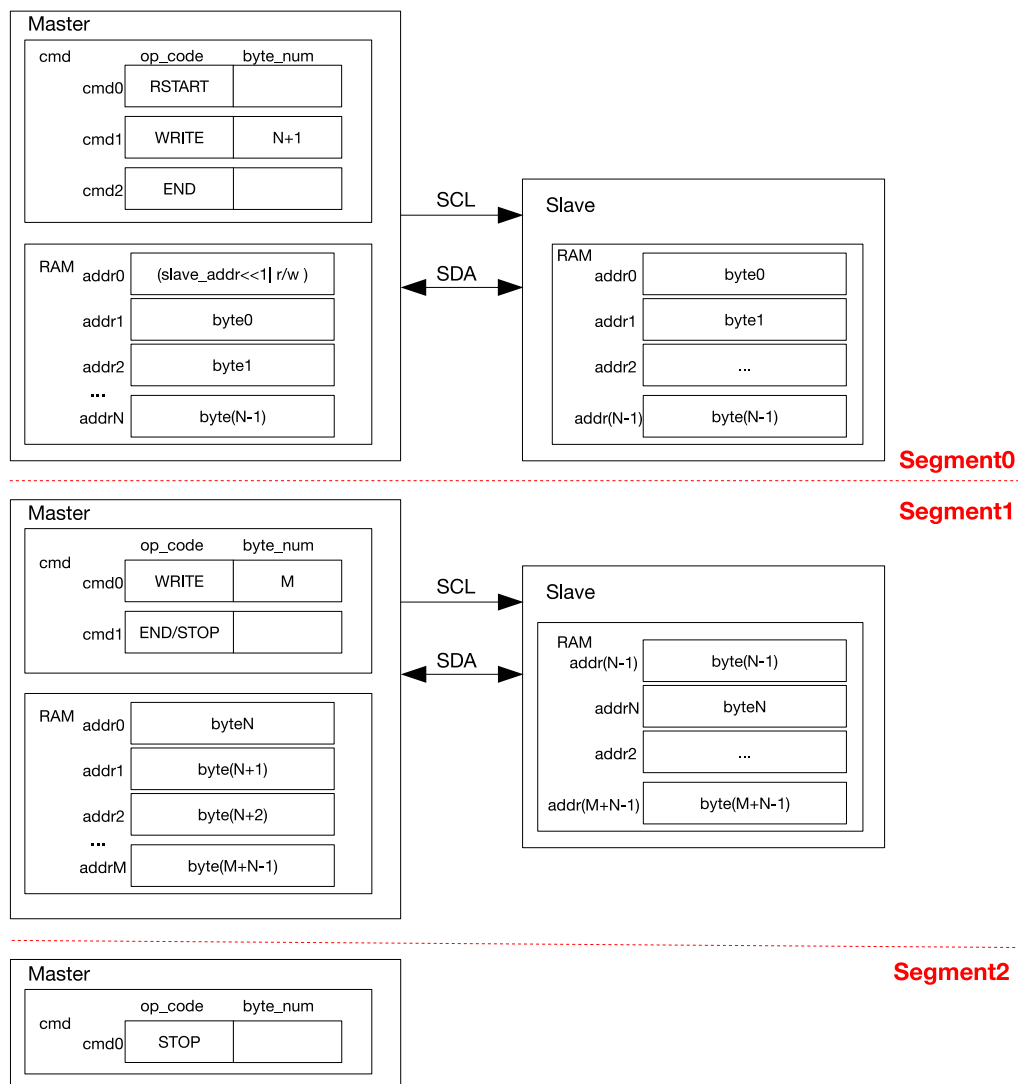 Master
cmd
op_code byte_num
cmd0 RSTART
cmd1 WRITE N+1
cmd2 END
RAM
addr0 (slave_addr<<1| r/w )
addr1 byte0
addr2 byte1
...
addrN byte(N-1)
SCL
SDA
Slave
RAM
addr0 byte0
addr1 byte1
addr2 ...
addr(N-1) byte(N-1)
Segment0
Segment1
Master
cmd
op_code byte_num
cmd0 WRITE M
cmd1 END/STOP
RAM
addr0 byteN
addr1 byte(N+1)
addr2 byte(N+2)
...
addrM byte(M+N-1)
SCL
SDA
Slave
RAM
addr(N-1) byte(N-1)
addrN byteN
addr2 ...
addr(M+N-1) byte(M+N-1)
Segment2
Master
cmd
op_code byte_num
cmd0 STOP